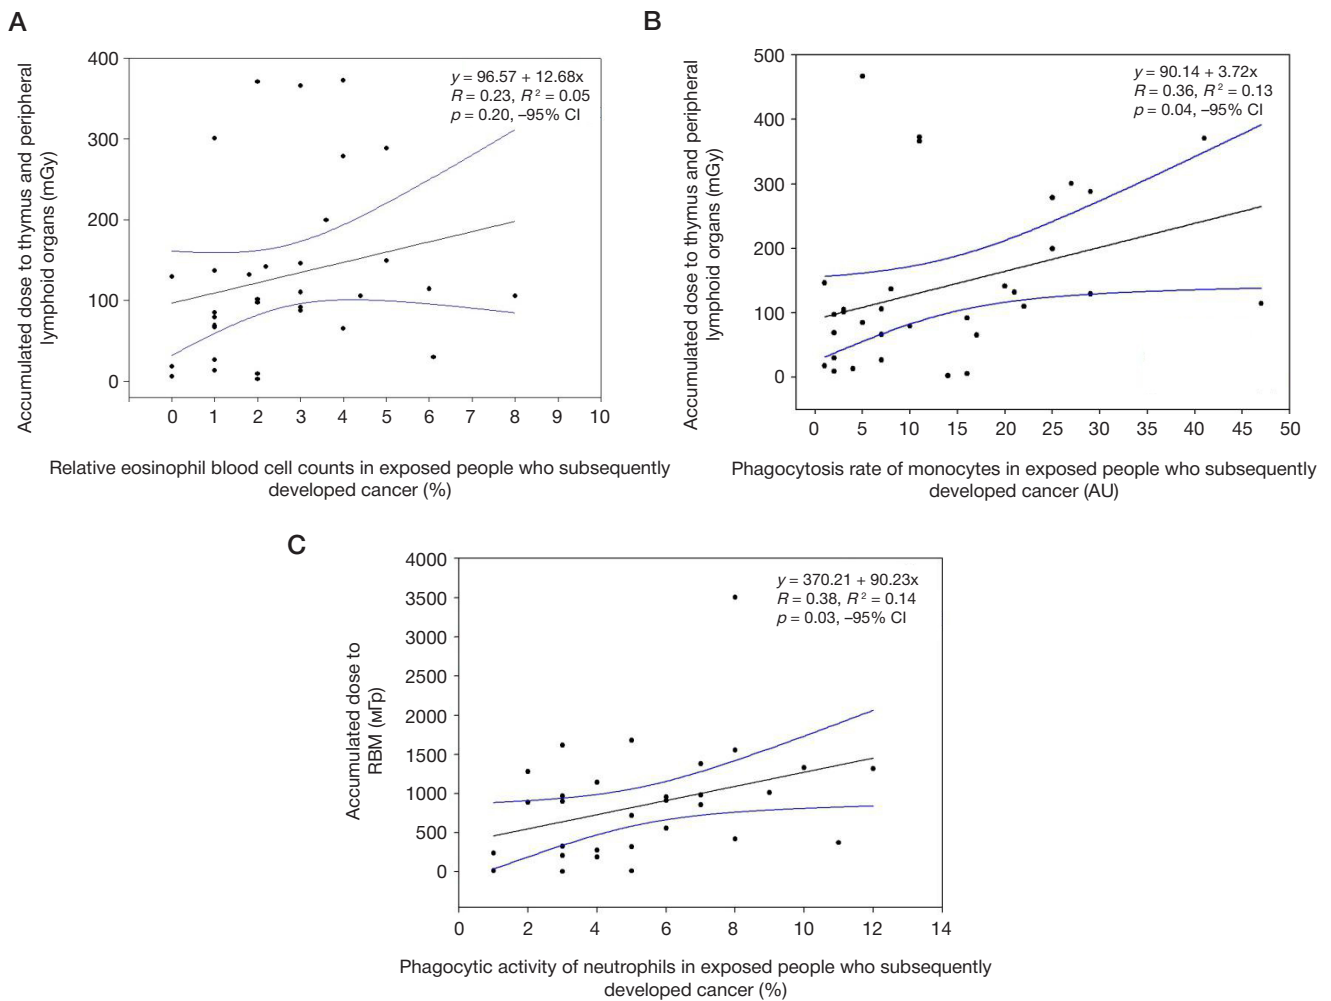 A
Accumulated dose to thymus and peripheral
lymphoid organs (mGy)
400
300
200
100
0
y = 96.57 + 12.68x
R = 0.23, R² = 0.05
p = 0.20, –95% CI
0 1 2 3 4 5 6 7 8 9 10
Relative eosinophil blood cell counts in exposed people who subsequently
developed cancer (%)
B
Accumulated dose to thymus and peripheral
lymphoid organs (mGy)
500
400
300
200
100
0
y = 90.14 + 3.72x
R = 0.36, R² = 0.13
p = 0.04, –95% CI
0 5 10 15 20 25 30 35 40 45 50
Phagocytosis rate of monocytes in exposed people who subsequently
developed cancer (AU)
C
Accumulated dose to
RBM (мГр)
4000
3500
3000
2500
2000
1500
1000
500
0
y = 370.21 + 90.23x
R = 0.38, R² = 0.14
p = 0.03, –95% CI
0 2 4 6 8 10 12 14
Phagocytic activity of neutrophils in exposed people who subsequently
developed cancer (%)